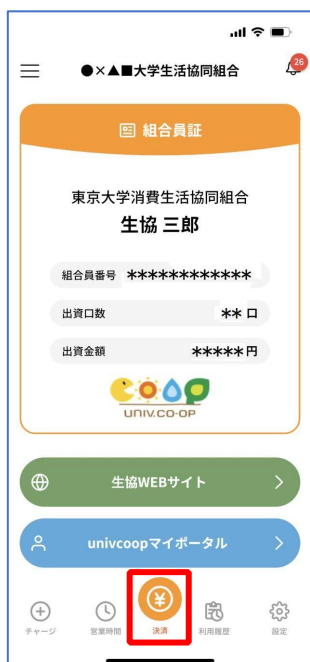 26
●×▲■大学生活協同組合
組合員証
東京大学消費生活協同組合
生協 三郎
組合員番号 ************
出資口数 ** 口
出資金額 *****円
UNIV.CO-OP
生協WEBサイト
univcoopマイポータル
¥
チャージ 営業時間 決済 利用履歴 設定